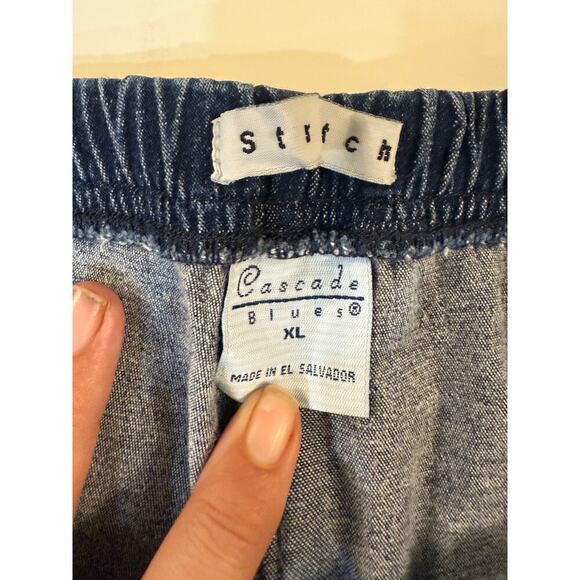 Stitch
Cascade
Blues®
XL
MADE IN EL SALVADOR